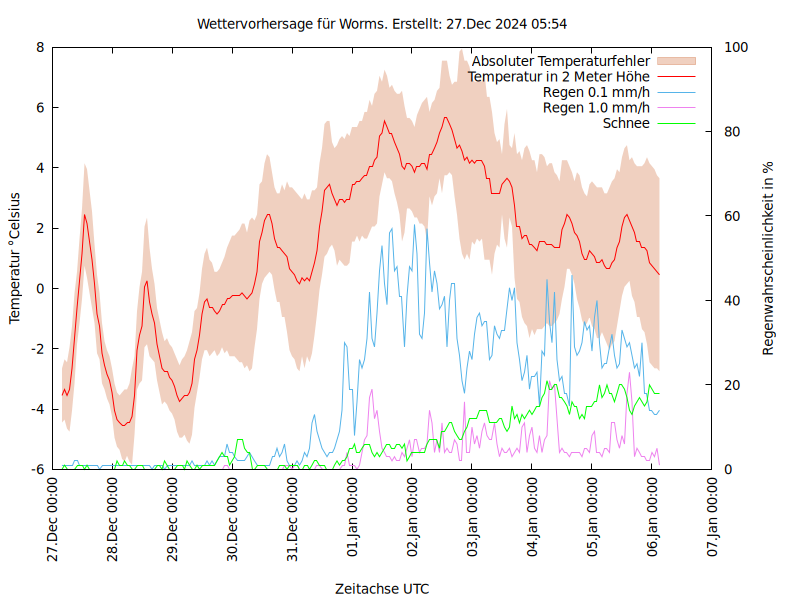 Wettervorhersage für Worms. Erstellt: 27.Dec 2024 05:54
Absoluter Temperaturfehler
Temperatur in 2 Meter Höhe
Regen 0.1 mm/h
Regen 1.0 mm/h
Schnee
Temperatur °Celsius
8
6
4
2
0
-2
-4
-6
100
80
60
40
20
0
Regenwahrscheinlichkeit in %
27.Dec 00:00
28.Dec 00:00
29.Dec 00:00
30.Dec 00:00
31.Dec 00:00
01.Jan 00:00
02.Jan 00:00
03.Jan 00:00
04.Jan 00:00
05.Jan 00:00
06.Jan 00:00
07.Jan 00:00
Zeitachse UTC